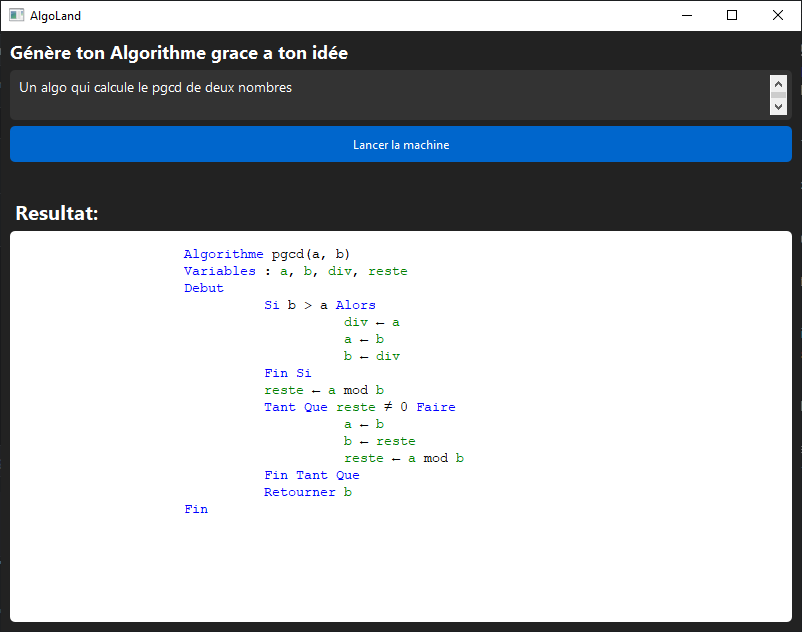 AlgoLand
Génère ton Algorithme grace a ton idée
Un algo qui calcule le pgcd de deux nombres
Lancer la machine
Resultat:
Algorithme pgcd(a, b)
Variables : a, b, div, reste
Debut
Si b > a Alors
div ← a
a ← b
b ← div
Fin Si
reste ← a mod b
Tant Que reste ≠ 0 Faire
a ← b
b ← reste
reste ← a mod b
Fin Tant Que
Retourner b
Fin